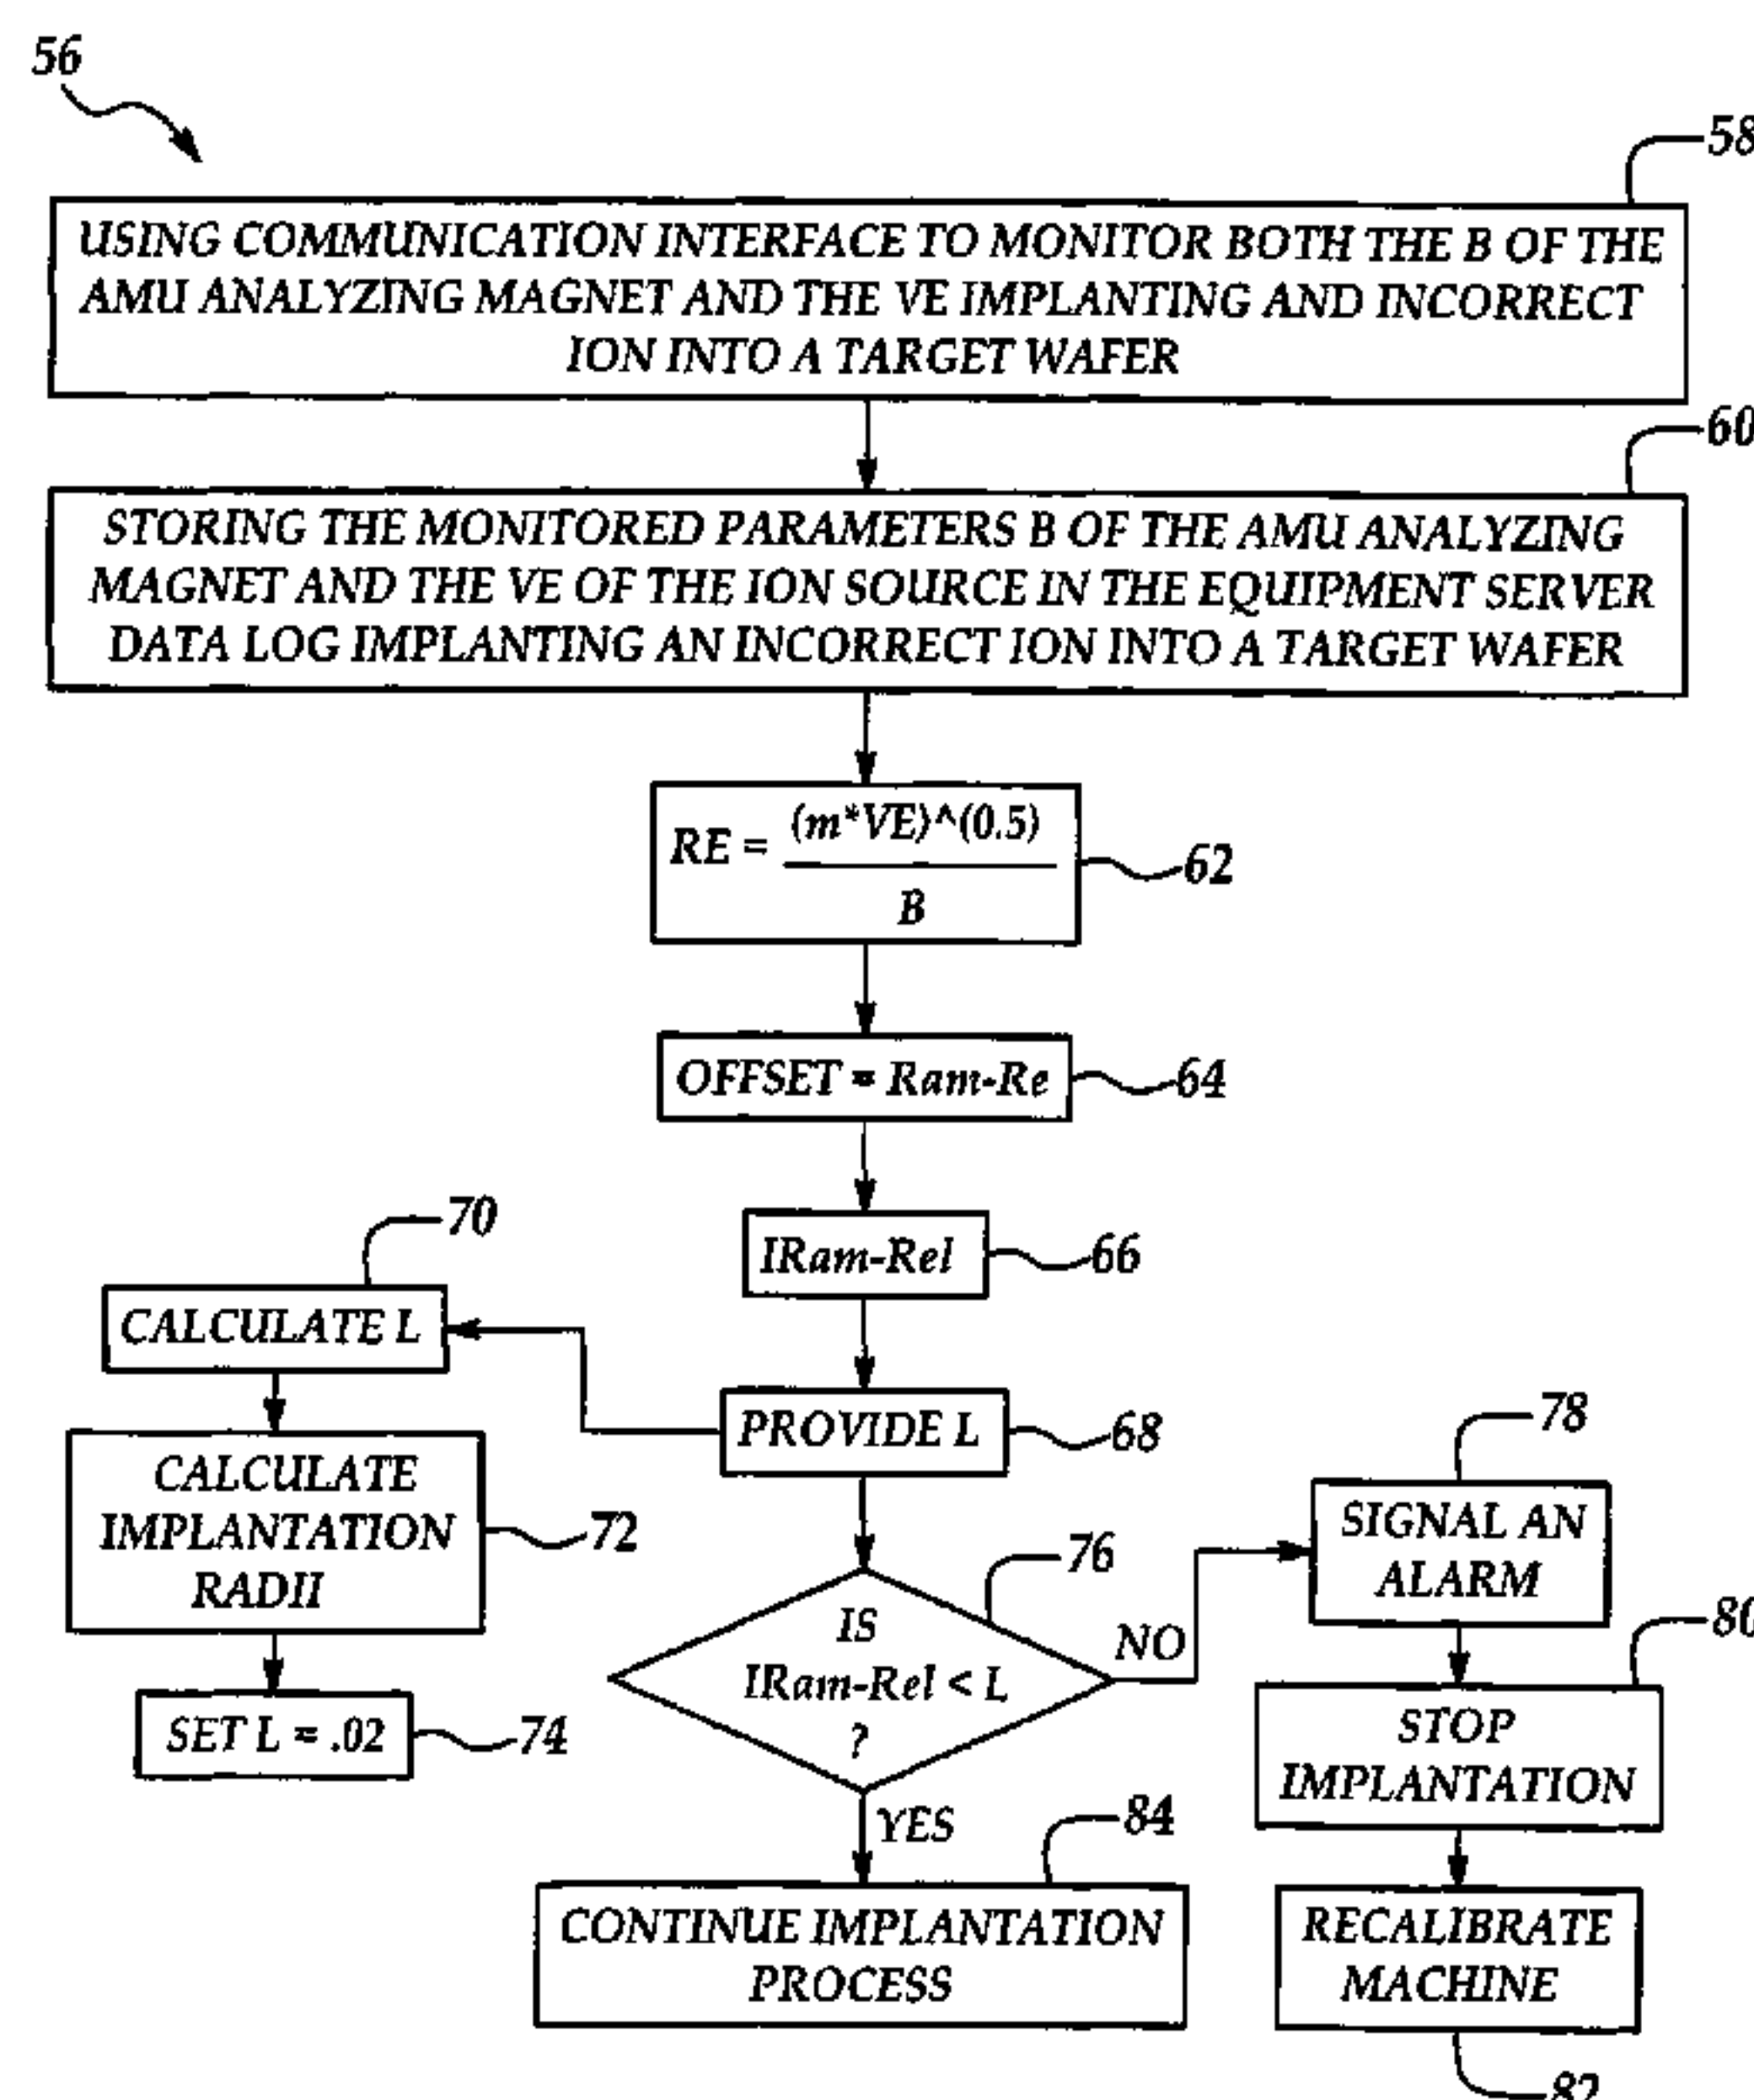 56
58
USING COMMUNICATION INTERFACE TO MONITOR BOTH THE B OF THE
AMU ANALYZING MAGNET AND THE VE IMPLANTING AND INCORRECT
ION INTO A TARGET WAFER
60
STORING THE MONITORED PARAMETERS B OF THE AMU ANALYZING
MAGNET AND THE VE OF THE ION SOURCE IN THE EQUIPMENT SERVER
DATA LOG IMPLANTING AN INCORRECT ION INTO A TARGET WAFER
RE = (m*VE)^(0.5)
B
62
OFFSET = Ram-Re
64
IRam-Rel
66
70
CALCULATE L
PROVIDE L
68
CALCULATE
IMPLANTATION
RADII
72
SET L = .02
74
76
IS
IRam-Rel < L
?
NO
YES
78
SIGNAL AN
ALARM
80
STOP
IMPLANTATION
84
CONTINUE IMPLANTATION
PROCESS
RECALIBRATE
MACHINE
82